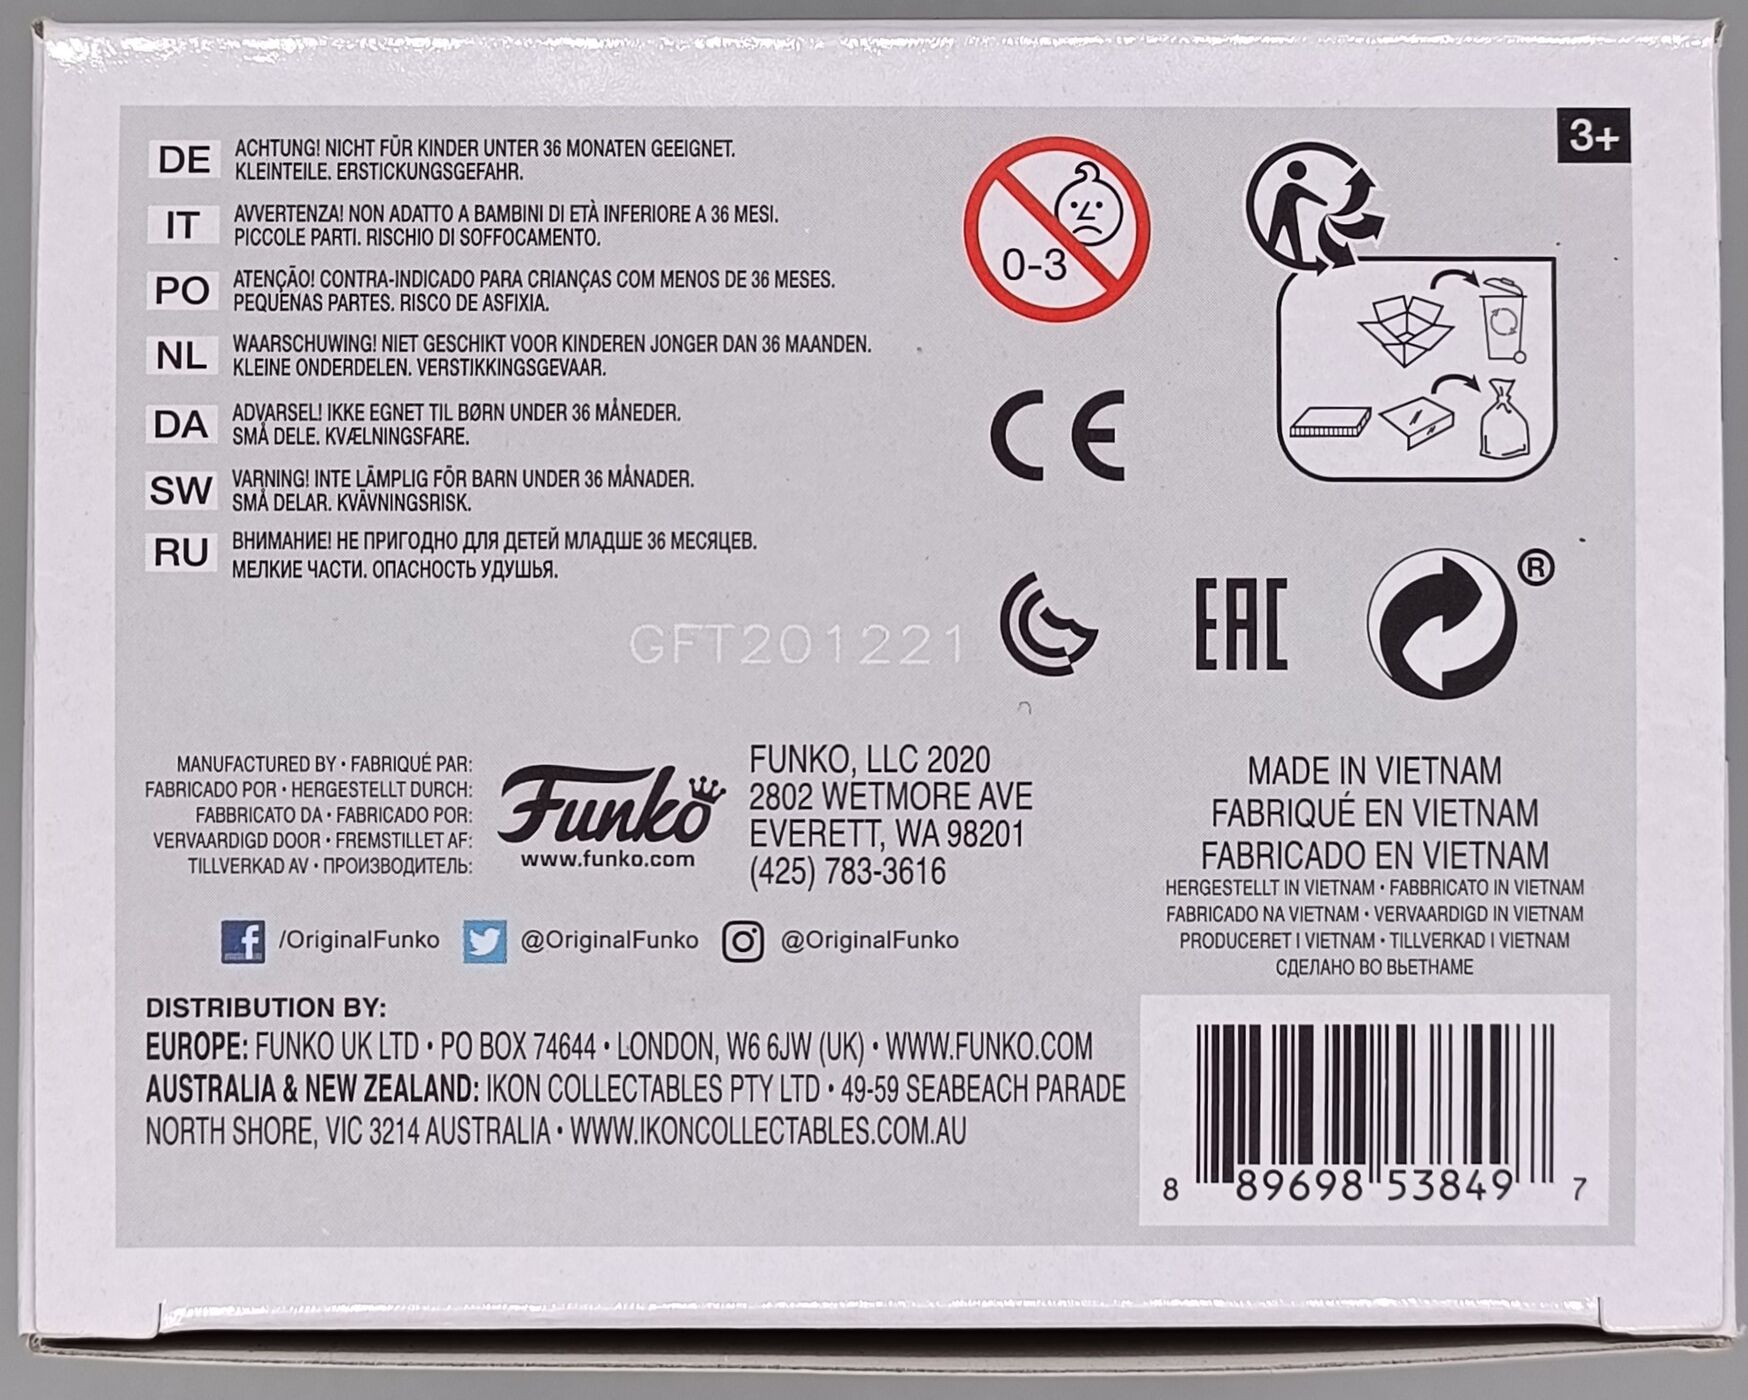 3+
DE ACHTUNG! NICHT FÜR KINDER UNTER 36 MONATEN GEEIGNET.
KLEINTEILE. ERSTICKUNGSGEFAHR.
IT AVVERTENZA! NON ADATTO A BAMBINI DI ETÀ INFERIORE A 36 MESI.
PICCOLE PARTI. RISCHIO DI SOFFOCAMENTO.
PO ATENÇÃO! CONTRA-INDICADO PARA CRIANÇAS COM MENOS DE 36 MESES.
PEQUENAS PARTES. RISCO DE ASFIXIA.
NL WAARSCHUWING! NIET GESCHIKT VOOR KINDEREN JONGER DAN 36 MAANDEN.
KLEINE ONDERDELEN. VERSTIKKINGSGEVAAR.
DA ADVARSEL! IKKE EGNET TIL BØRN UNDER 36 MÅNEDER.
SMÅ DELE. KVÆLNINGSFARE.
SW VARNING! INTE LÄMPLIG FÖR BARN UNDER 36 MÅNADER.
SMÅ DELAR. KVÄVNINGSRISK.
RU ВНИМАНИЕ! НЕ ПРИГОДНО ДЛЯ ДЕТЕЙ МЛАДШЕ 36 МЕСЯЦЕВ.
МЕЛКИЕ ЧАСТИ. ОПАСНОСТЬ УДУШЬЯ.
0-3
CE
GFT201221
EAC
®
MANUFACTURED BY • FABRIQUÉ PAR:
FABRICADO POR • HERGESTELLT DURCH:
FABBRICATO DA • FABRICADO POR:
VERVAARDIGD DOOR • FREMSTILLET AF:
TILLVERKAD AV • ПРОИЗВОДИТЕЛЬ:
Funko
www.funko.com
FUNKO, LLC 2020
2802 WETMORE AVE
EVERETT, WA 98201
(425) 783-3616
MADE IN VIETNAM
FABRIQUÉ EN VIETNAM
FABRICADO EN VIETNAM
HERGESTELLT IN VIETNAM • FABBRICATO IN VIETNAM
FABRICADO NA VIETNAM • VERVAARDIGD IN VIETNAM
PRODUCERET I VIETNAM • TILLVERKAD I VIETNAM
СДЕЛАНО ВО ВЬЕТНАМЕ
/OriginalFunko @OriginalFunko @OriginalFunko
DISTRIBUTION BY:
EUROPE: FUNKO UK LTD • PO BOX 74644 • LONDON, W6 6JW (UK) • WWW.FUNKO.COM
AUSTRALIA & NEW ZEALAND: IKON COLLECTABLES PTY LTD • 49-59 SEABEACH PARADE
NORTH SHORE, VIC 3214 AUSTRALIA • WWW.IKONCOLLECTABLES.COM.AU
8 89698 53849 7